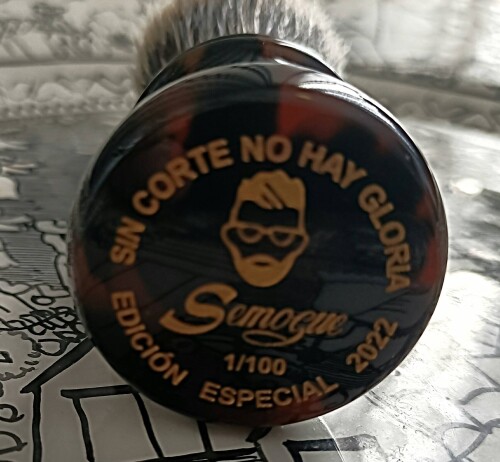 SIN CORTE NO HAY GLORIA
Semogue
1/100
EDICIÓN ESPECIAL 2022